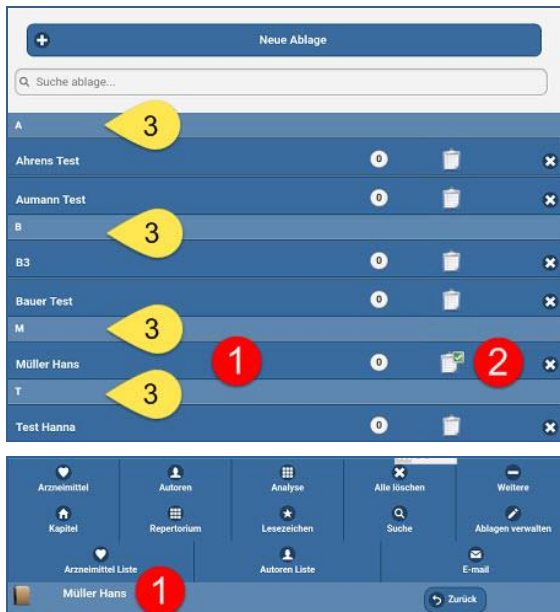 Neue Ablage
Suche ablage...
A 3
Ahrens Test 0
Aumann Test 0
B 3
B3 0
Bauer Test 0
M 3
Müller Hans 1 0 2
T 3
Test Hanna 0
Arzneimittel Autoren Analyse Alle löschen Weitere
Kapitel Repertorium Lesezeichen Suche Ablagen verwalten
Arzneimittel Liste Autoren Liste E-mail
Müller Hans 1 Zurück